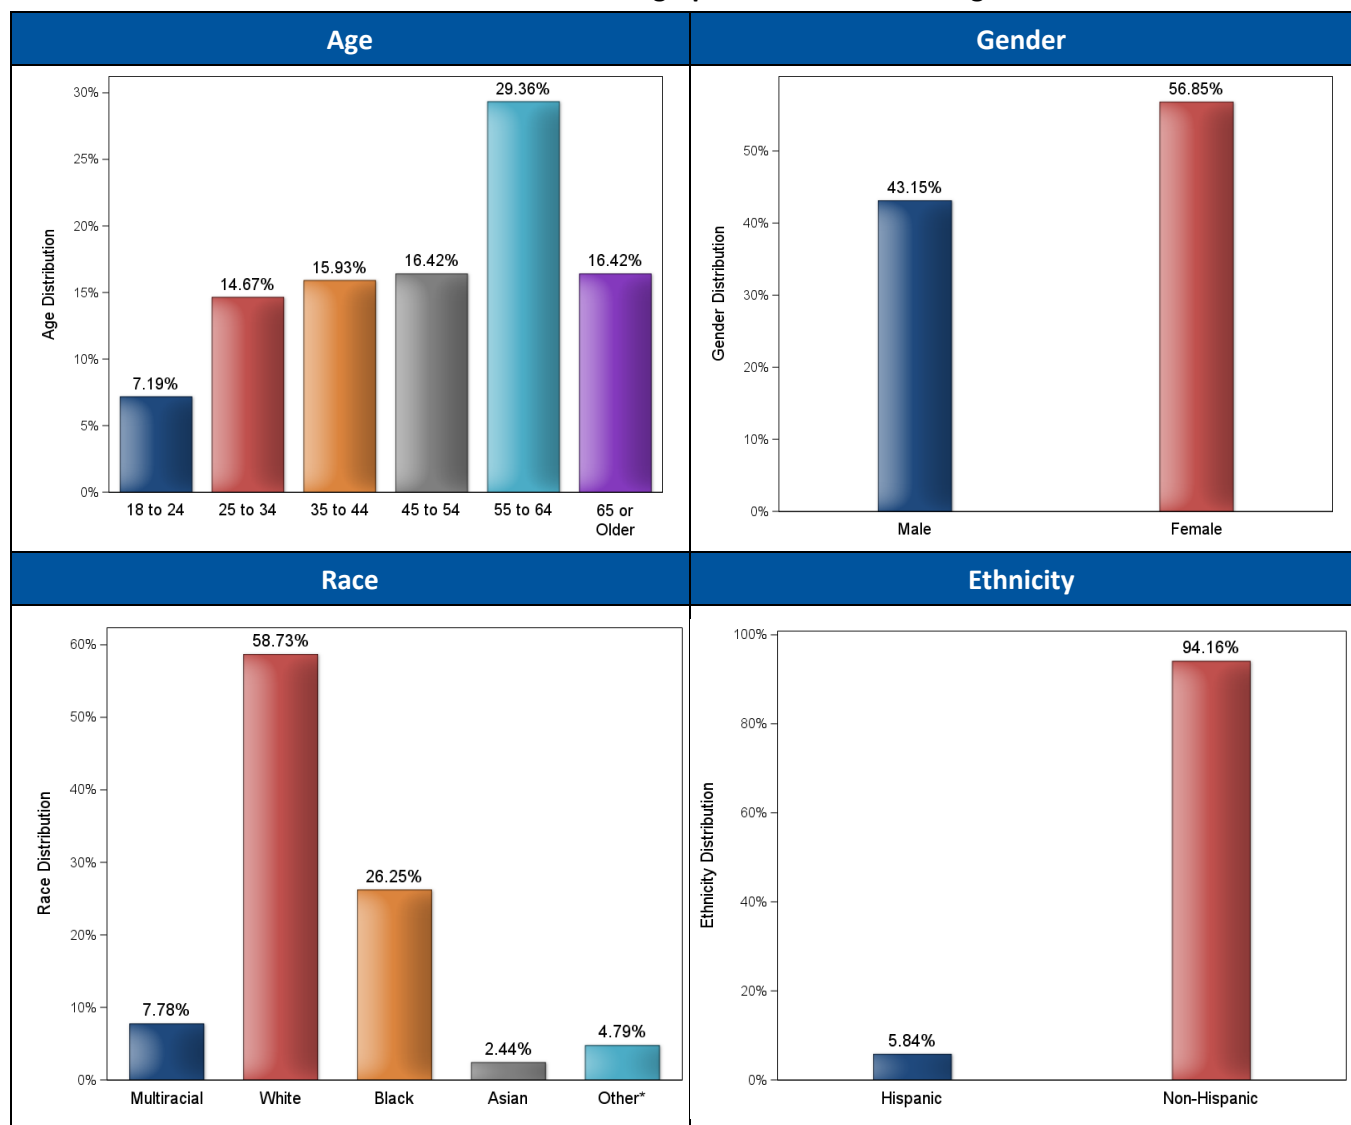 Age
Gender
Age Distribution
30%
25%
20%
15%
10%
5%
0%
7.19%
14.67%
15.93%
16.42%
29.36%
16.42%
18 to 24
25 to 34
35 to 44
45 to 54
55 to 64
65 or
Older
Gender Distribution
50%
40%
30%
20%
10%
0%
43.15%
56.85%
Male
Female
Race
Ethnicity
Race Distribution
60%
50%
40%
30%
20%
10%
0%
7.78%
58.73%
26.25%
2.44%
4.79%
Multiracial
White
Black
Asian
Other*
Ethnicity Distribution
100%
80%
60%
40%
20%
0%
5.84%
94.16%
Hispanic
Non-Hispanic